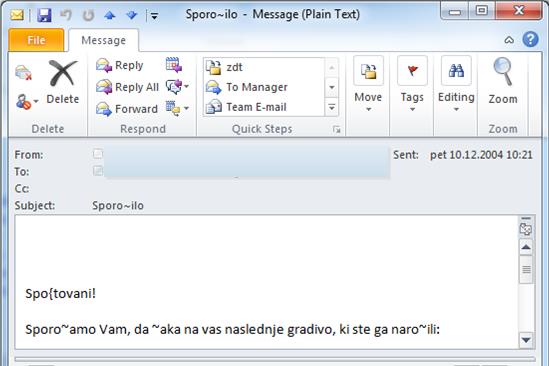 Sporo~ilo - Message (Plain Text)
File Message
Delete
Reply
Reply All
Forward
zdt
To Manager
Team E-mail
Move
Tags
Editing
Zoom
Delete Respond Quick Steps Zoom
From: Sent: pet 10.12.2004 10:21
To:
Cc:
Subject: Sporo~ilo
Spo{tovani!
Sporo~amo Vam, da ~aka na vas naslednje gradivo, ki ste ga naro~ili: